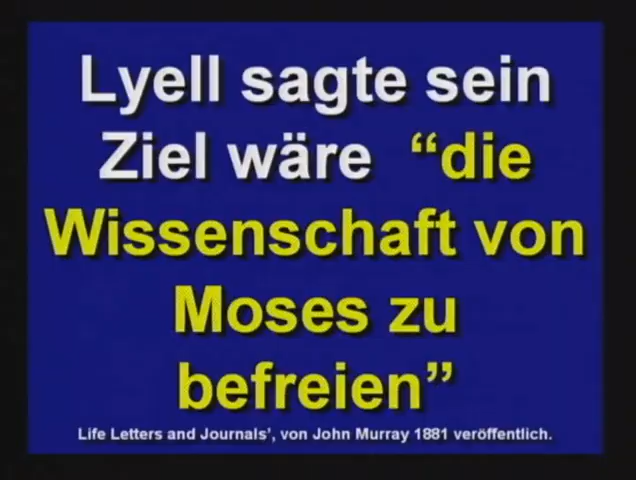 Lyell sagte sein
Ziel wäre “die
Wissenschaft von
Moses zu
befreien”
Life Letters and Journals’, von John Murray 1881 veröffentlich.